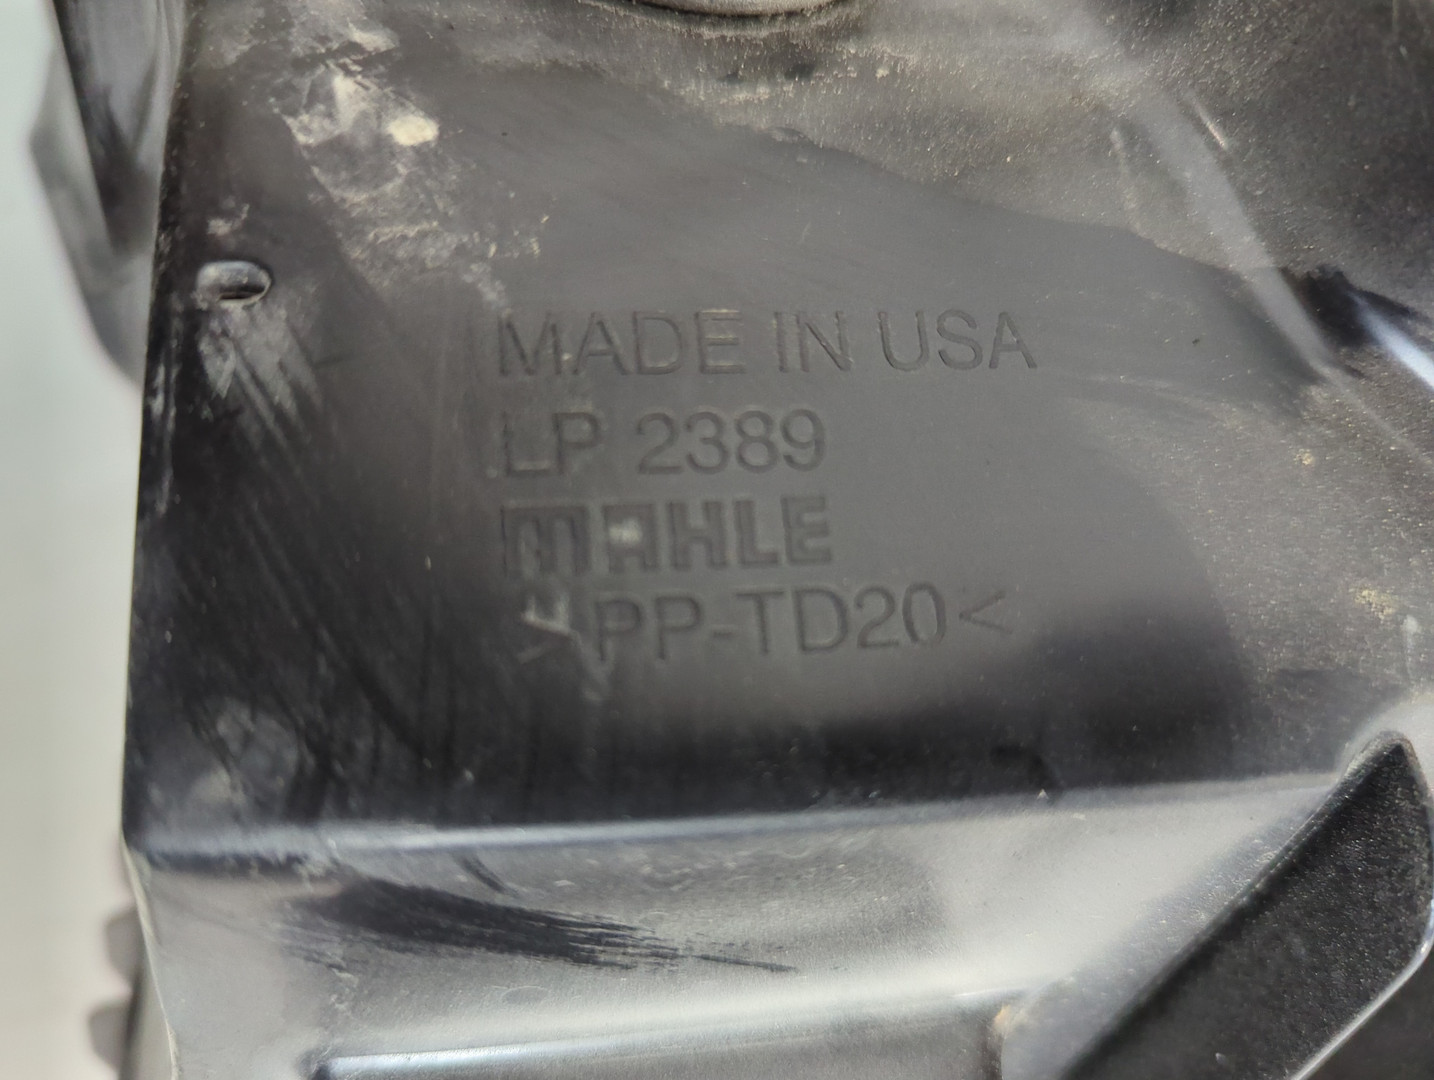 MADE IN USA
LP 2389
MAHLE
>PP-TD20<